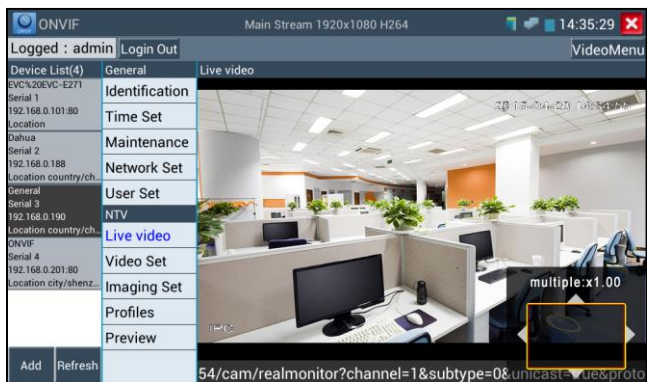 ONVIF
Main Stream 1920x1080 H264
14:35:29
Logged : admin
Login Out
VideoMenu
Device List(4)
EVC%20EVC-E271
Serial 1
192.168.0.101:80
Location
Dahua
Serial 2
192.168.0.188
Location country/ch..
General
Serial 3
192.168.0.190
Location country/ch..
ONVIF
Serial 4
192.168.0.201:80
Location city/shenz...
Add
Refresh
General
Identification
Time Set
Maintenance
Network Set
User Set
NTV
Live video
Video Set
Imaging Set
Profiles
Preview
Live video
multiple:x1.00
IPC
54/cam/realmonitor?channel=1&subtype=0&unicast=true&proto